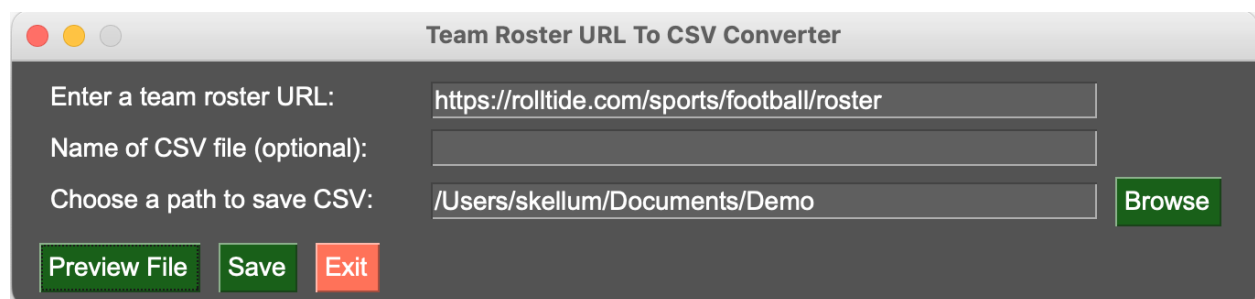 Team Roster URL To CSV Converter
Enter a team roster URL: https://rolltide.com/sports/football/roster
Name of CSV file (optional):
Choose a path to save CSV: /Users/skellum/Documents/Demo Browse
Preview File Save Exit